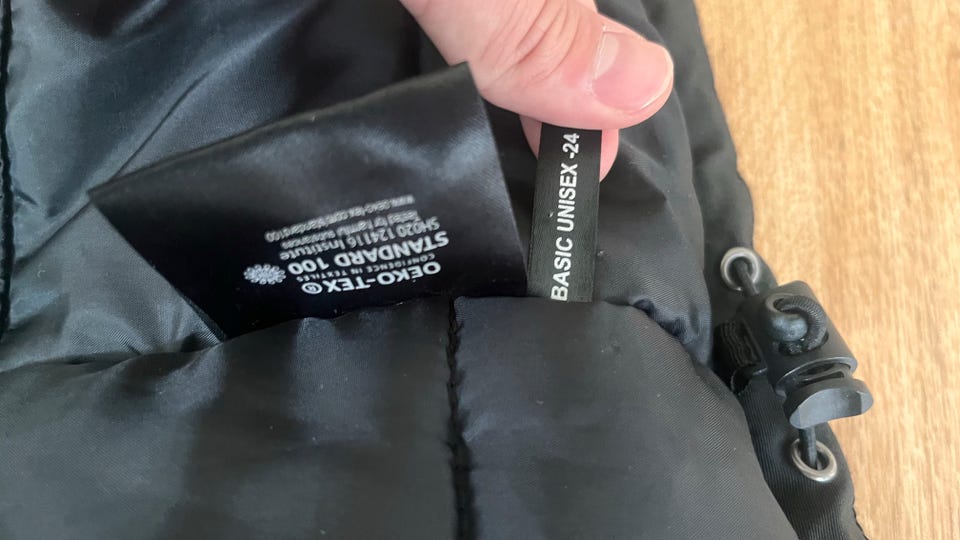 OEKO-TEX®
CONFIDENCE IN TEXTILES
STANDARD 100
SH020 124116 Institute
Tested for harmful substances
www.oeko-tex.com/standard100
BASIC UNISEX -24